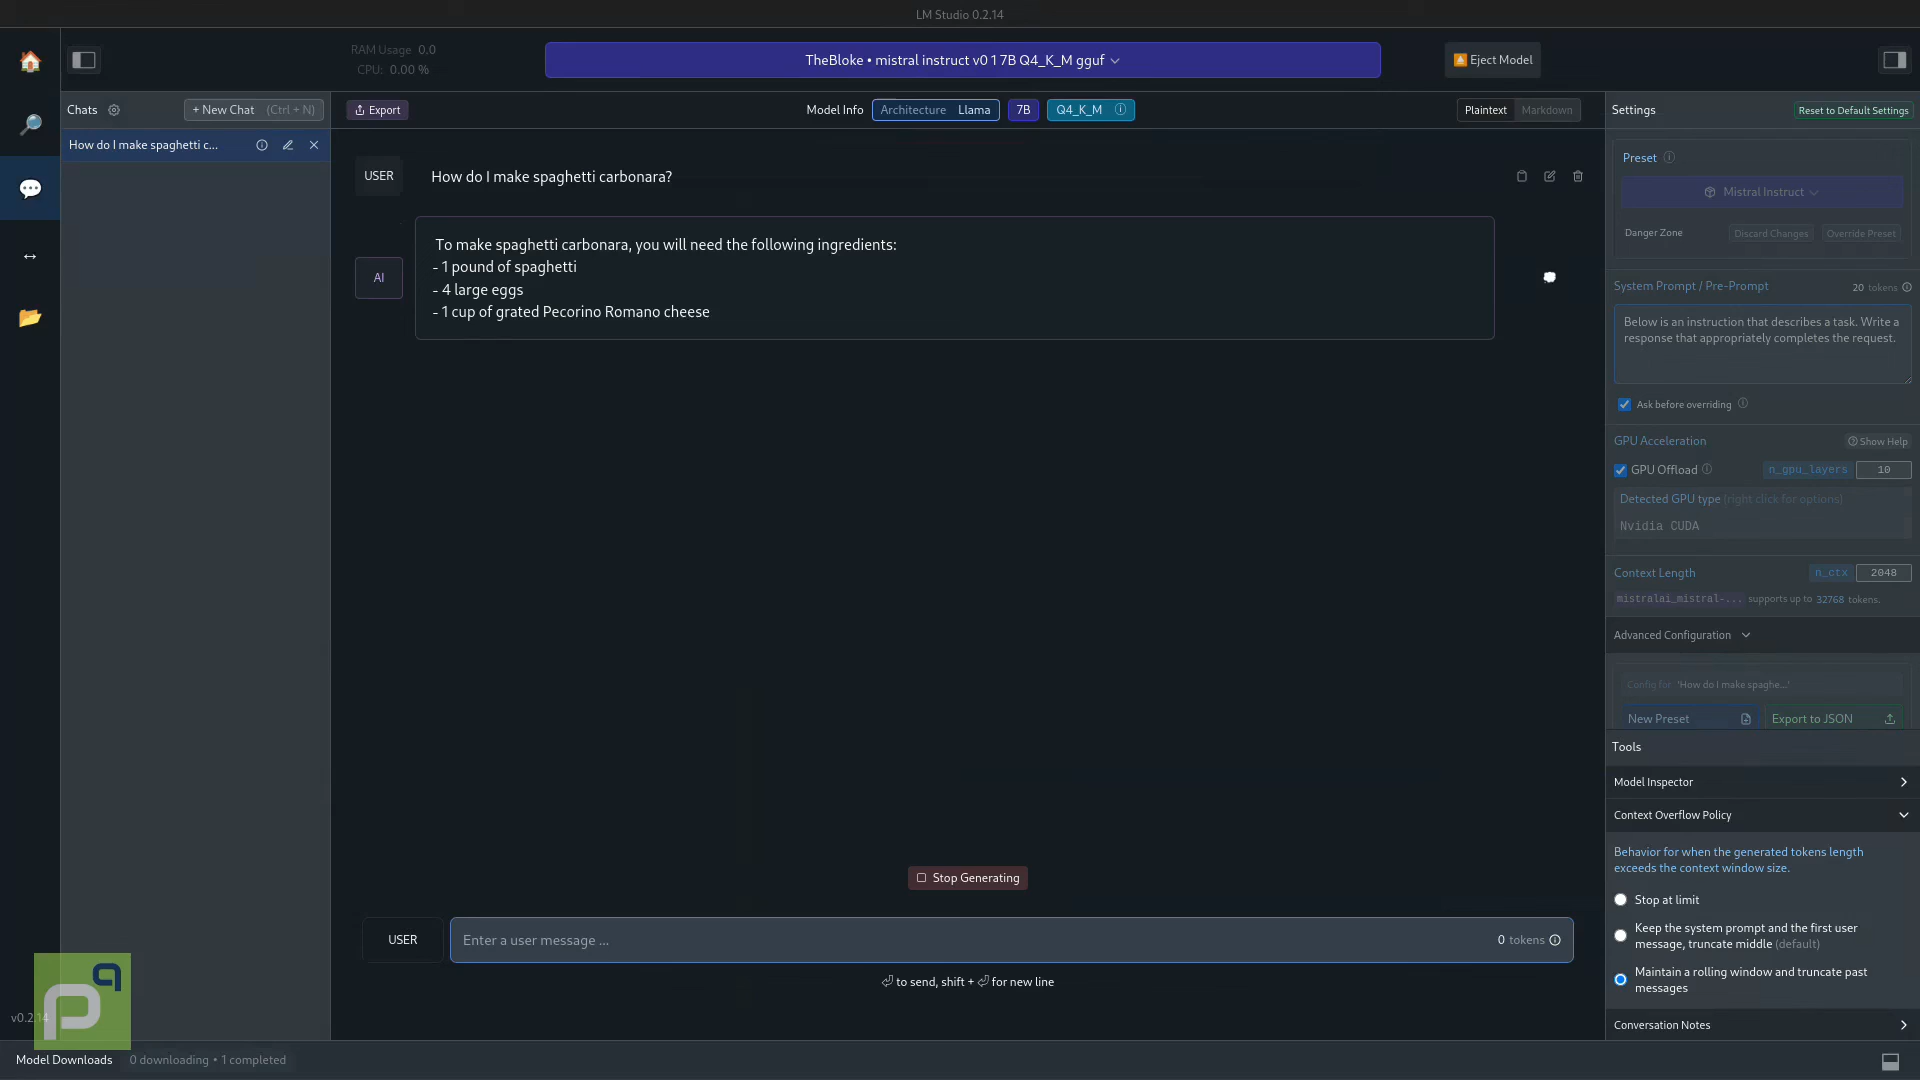 LM Studio 0.2.14
RAM Usage 0.0
CPU: 0.00 %
TheBloke • mistral instruct v0 1 7B Q4_K_M gguf
Eject Model
Chats
+ New Chat (Ctrl + N)
Export
Model Info
Architecture Llama
7B
Q4_K_M
Plaintext
Markdown
Settings
Reset to Default Settings
How do I make spaghetti c...
USER
How do I make spaghetti carbonara?
AI
To make spaghetti carbonara, you will need the following ingredients:
- 1 pound of spaghetti
- 4 large eggs
- 1 cup of grated Pecorino Romano cheese
Stop Generating
USER
Enter a user message ...
0 tokens
⏎ to send, shift + ⏎ for new line
Preset
Mistral Instruct
Danger Zone
Discard Changes
Override Preset
System Prompt / Pre-Prompt
20 tokens
Below is an instruction that describes a task. Write a
response that appropriately completes the request.
Ask before overriding
GPU Acceleration
Show Help
GPU Offload
n_gpu_layers
10
Detected GPU type (right click for options)
Nvidia CUDA
Context Length
n_ctx
2048
mistralai_mistral-... supports up to 32768 tokens.
Advanced Configuration
Config for 'How do I make spaghe...'
New Preset
Export to JSON
Tools
Model Inspector
Context Overflow Policy
Behavior for when the generated tokens length
exceeds the context window size.
Stop at limit
Keep the system prompt and the first user
message, truncate middle (default)
Maintain a rolling window and truncate past
messages
Conversation Notes
v0.2.14
Model Downloads
0 downloading • 1 completed